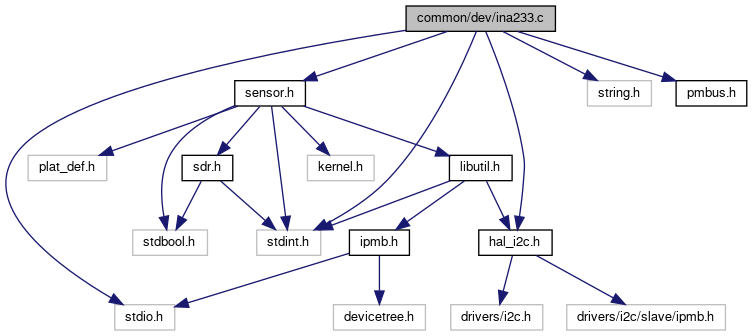 common/dev/ina233.c
sensor.h
string.h
pmbus.h
plat_def.h
sdr.h
kernel.h
libutil.h
stdbool.h
stdint.h
ipmb.h
hal_i2c.h
stdio.h
devicetree.h
drivers/i2c.h
drivers/i2c/slave/ipmb.h